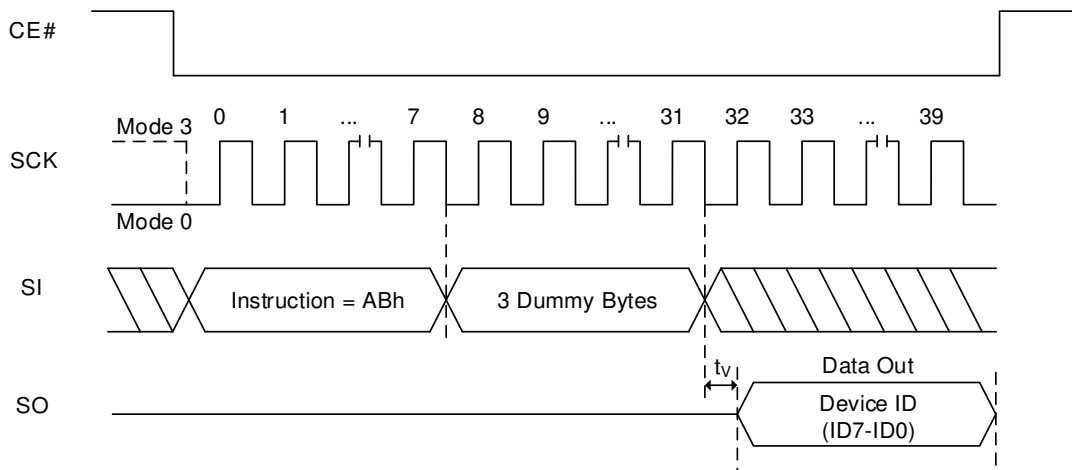 CE#
0 1 ... 7 8 9 ... 31 32 33 ... 39
Mode 3
SCK
Mode 0
SI
Instruction = ABh
3 Dummy Bytes
tV
Data Out
SO
Device ID
(ID7-ID0)